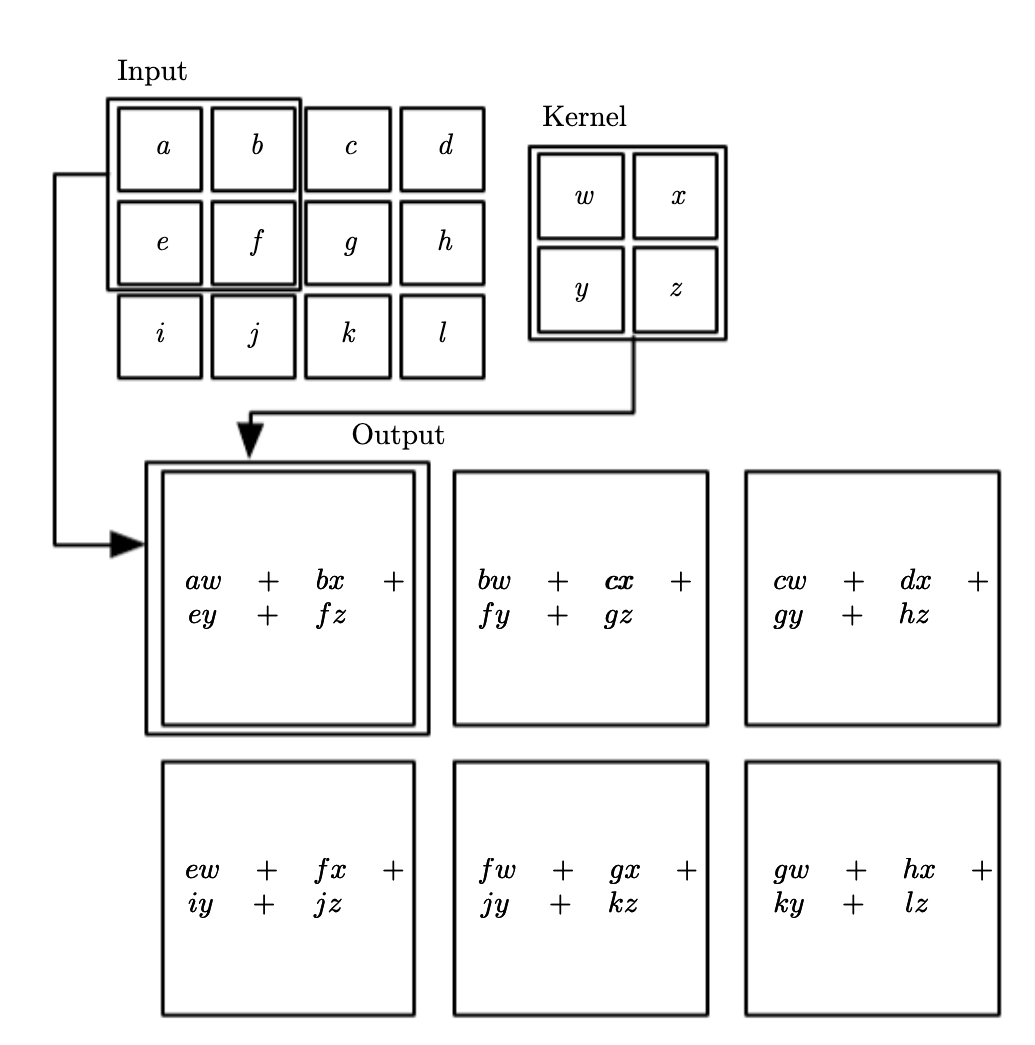 Input
a b c d
e f g h
i j k l
Kernel
w x
y z
Output
aw + bx +
ey + fz
bw + cx +
fy + gz
cw + dx +
gy + hz
ew + fx +
iy + jz
fw + gx +
jy + kz
gw + hx +
ky + lz